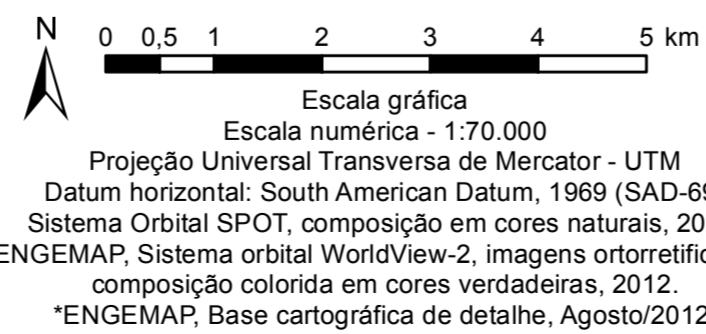 N
0 0,5 1 2 3 4 5 km
Escala gráfica
Escala numérica - 1:70.000
Projeção Universal Transversa de Mercator - UTM
Datum horizontal: South American Datum, 1969 (SAD-69
Sistema Orbital SPOT, composição em cores naturais,
ENGEMAP, Sistema orbital WorldView-2, imagens
composição colorida em cores verdadeiras, 2012.
*ENGEMAP, Base cartográfica de detalhe, Agosto/2012